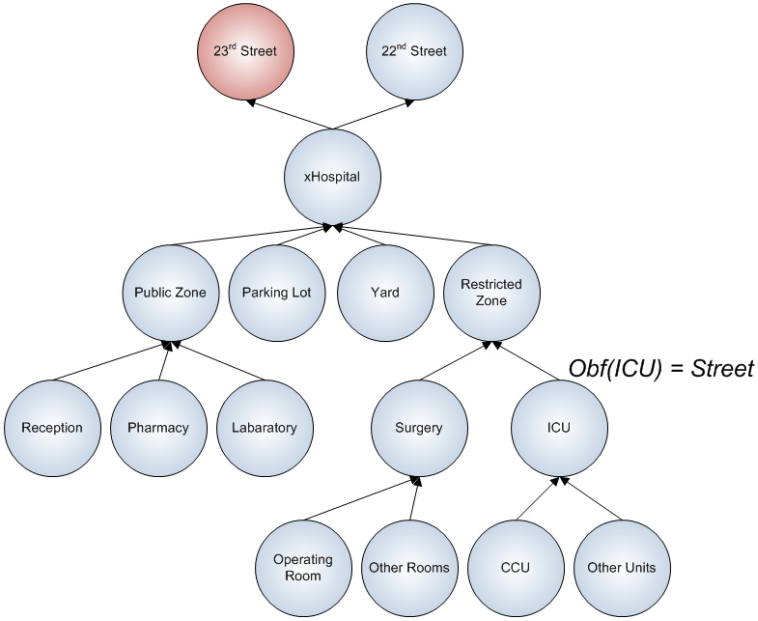 23rd Street
22nd Street
xHospital
Public Zone
Parking Lot
Yard
Restricted
Zone
Obf(ICU) = Street
Reception
Pharmacy
Labaratory
Surgery
ICU
Operating
Room
Other Rooms
CCU
Other Units